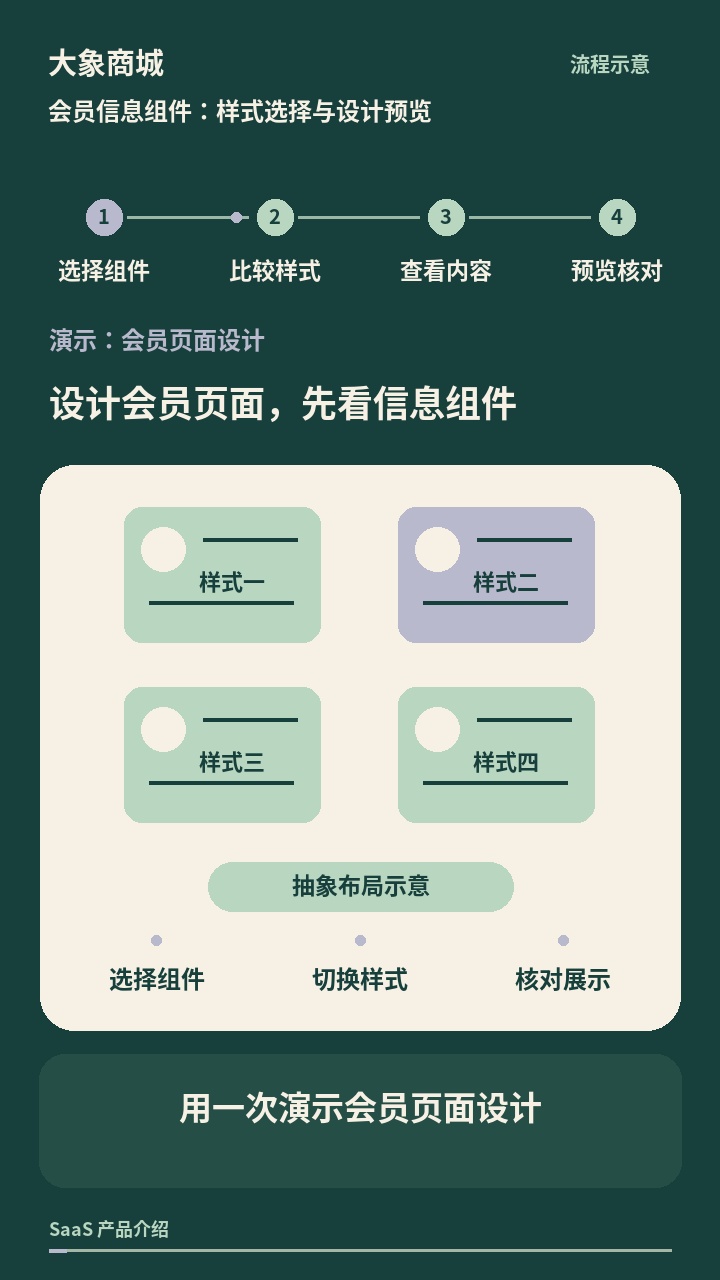 大象商城
流程示意
会员信息组件：样式选择与设计预览
1
2
3
4
选择组件
比较样式
查看内容
预览核对
演示：会员页面设计
设计会员页面，先看信息组件
样式一
样式二
样式三
样式四
抽象布局示意
选择组件
切换样式
核对展示
用一次演示会员页面设计
SaaS 产品介绍